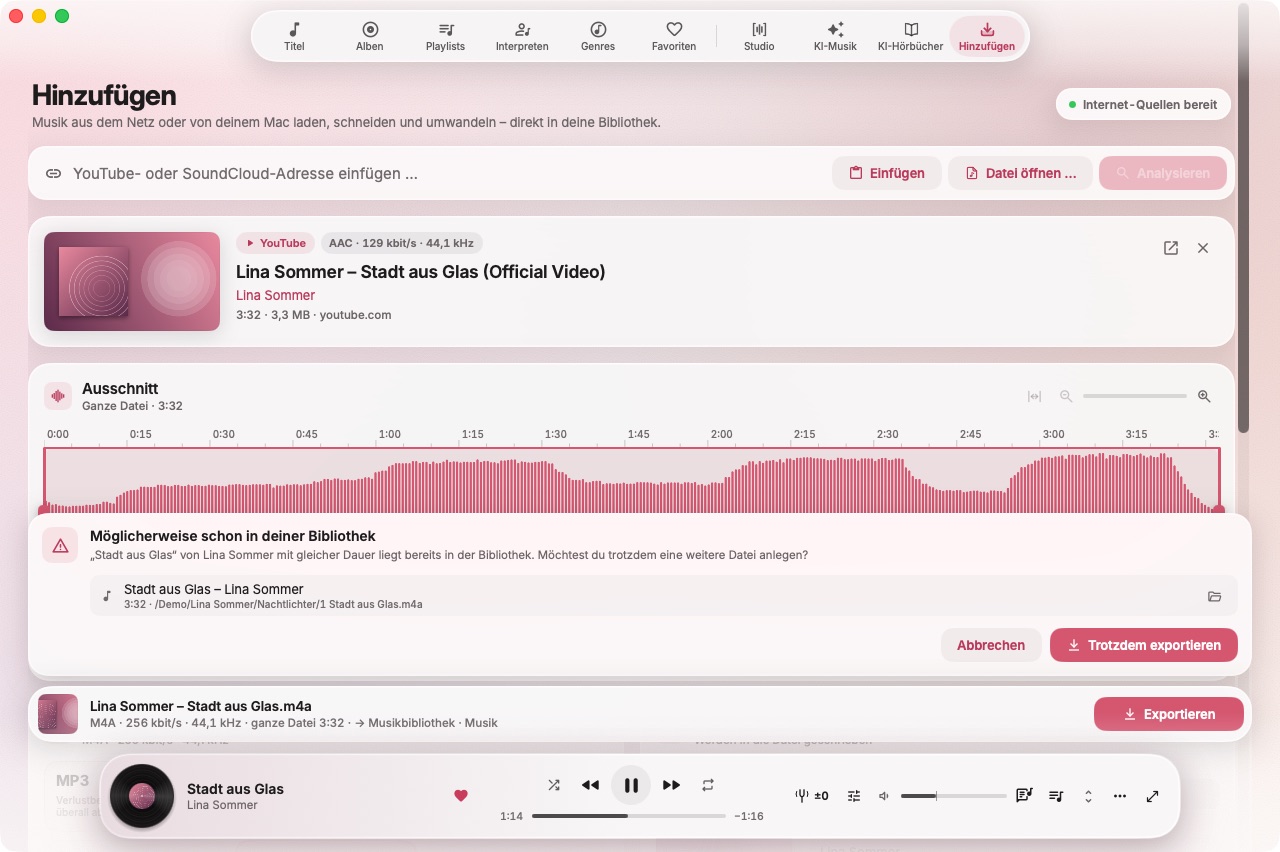 Titel
Alben
Playlists
Interpreten
Genres
Favoriten
Studio
KI-Musik
KI-Hörbücher
Hinzufügen
Hinzufügen
Musik aus dem Netz oder von deinem Mac laden, schneiden und umwandeln – direkt in deine Bibliothek.
Internet-Quellen bereit
YouTube- oder SoundCloud-Adresse einfügen ...
Einfügen
Datei öffnen ...
Analysieren
YouTube
AAC · 129 kbit/s · 44,1 kHz
Lina Sommer – Stadt aus Glas (Official Video)
Lina Sommer
3:32 · 3,3 MB · youtube.com
Ausschnitt
Ganze Datei · 3:32
0:00 0:15 0:30 0:45 1:00 1:15 1:30 1:45 2:00 2:15 2:30 2:45 3:00 3:15
Möglicherweise schon in deiner Bibliothek
„Stadt aus Glas“ von Lina Sommer mit gleicher Dauer liegt bereits in der Bibliothek. Möchtest du trotzdem eine weitere Datei anlegen?
Stadt aus Glas – Lina Sommer
3:32 · /Demo/Lina Sommer/Nachtlichter/1 Stadt aus Glas.m4a
Abbrechen
Trotzdem exportieren
Lina Sommer – Stadt aus Glas.m4a
M4A · 256 kbit/s · 44,1 kHz · ganze Datei 3:32 · → Musikbibliothek · Musik
Exportieren
MP3
Stadt aus Glas
Lina Sommer
1:14
−1:16
±0